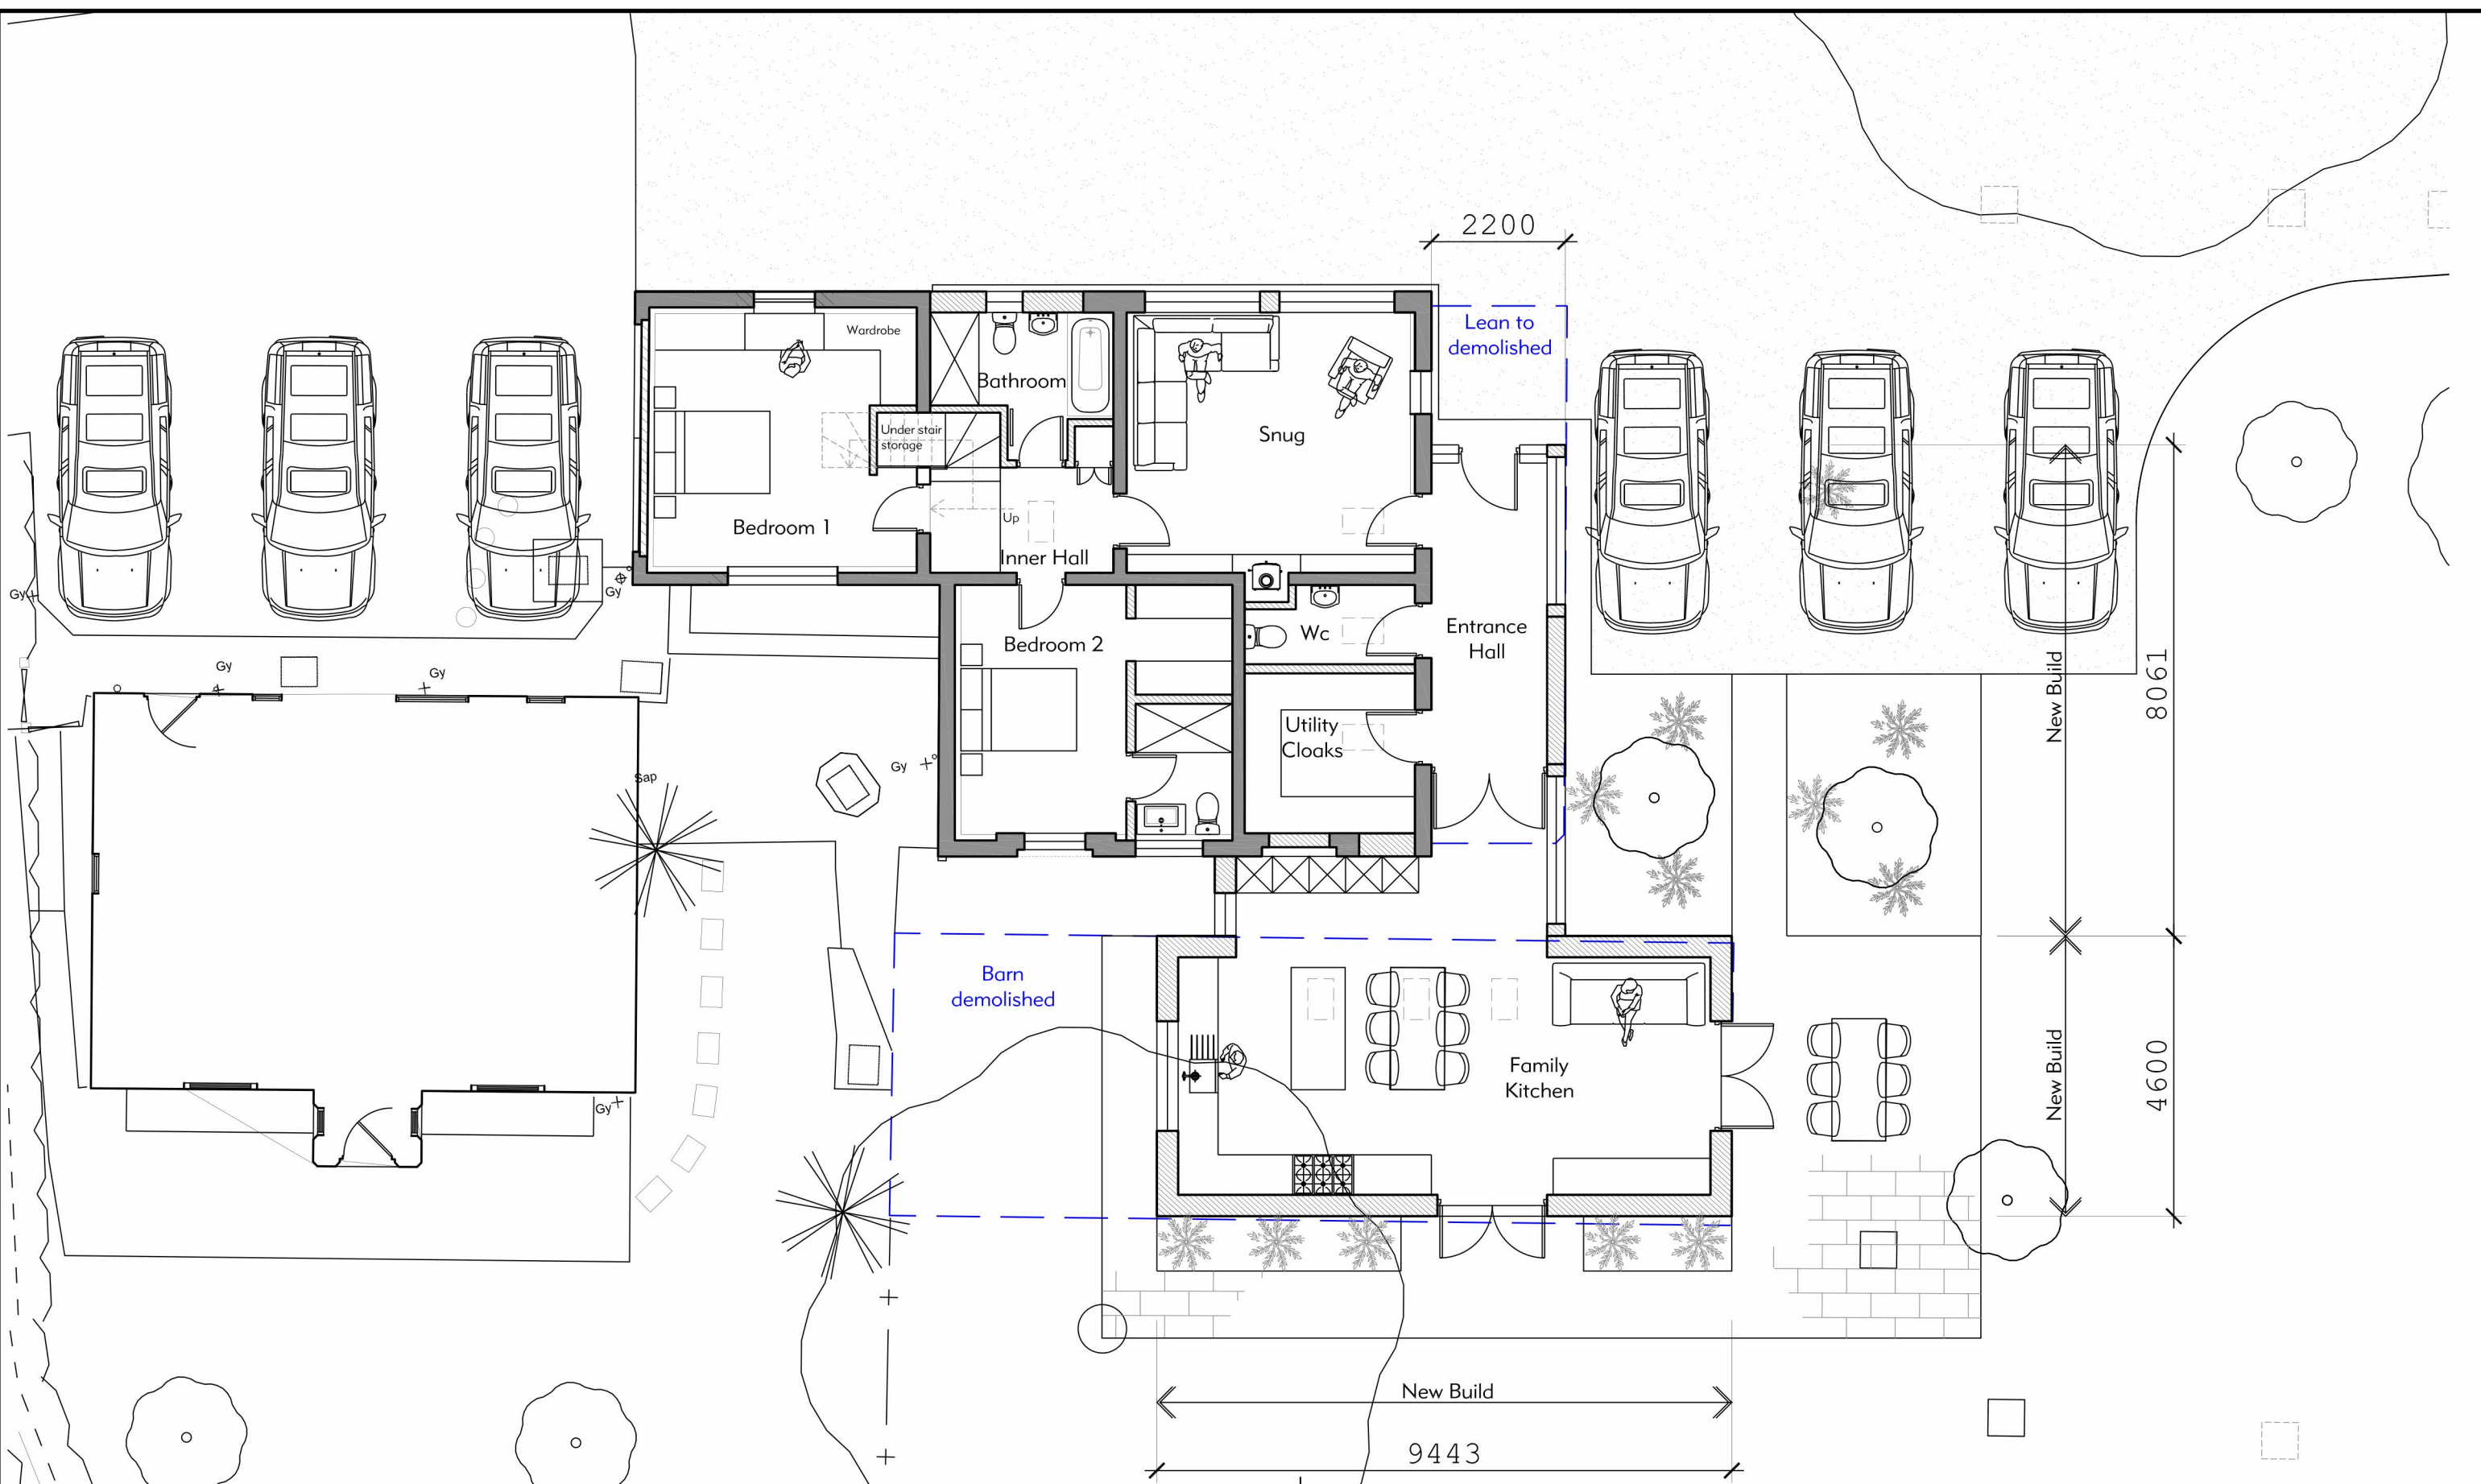 2200
Lean to
demolished
Wardrobe
Bathroom
Under stair
storage
Snug
Bedroom 1
Up
Inner Hall
Gy
Gy
Wc
Entrance
Hall
Bedroom 2
Gy
Gy
New Build
8061
Utility
Cloaks
Gy
Sap
Barn
demolished
Family
Kitchen
New Build
4600
Gy
New Build
9443